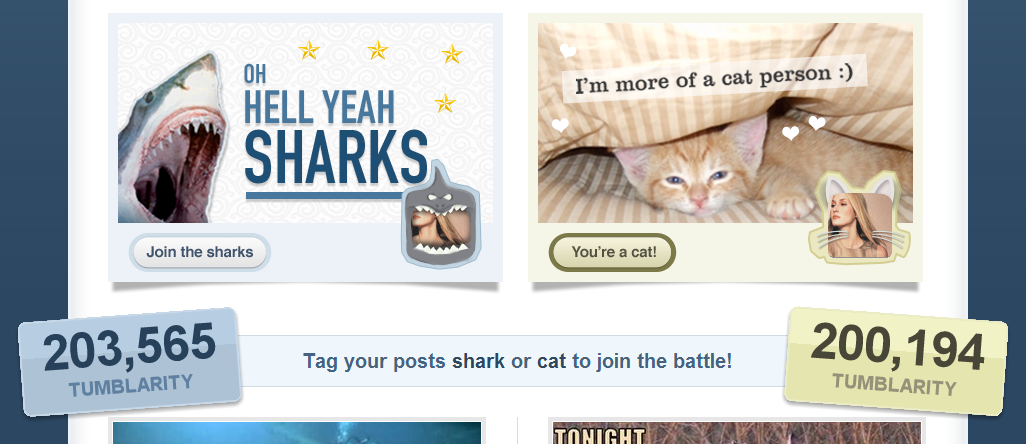 OH
HELL YEAH
SHARKS
Join the sharks
I'm more of a cat person :)
You're a cat!
203,565
TUMBLARITY
Tag your posts shark or cat to join the battle!
200,194
TUMBLARITY
TONIGHT